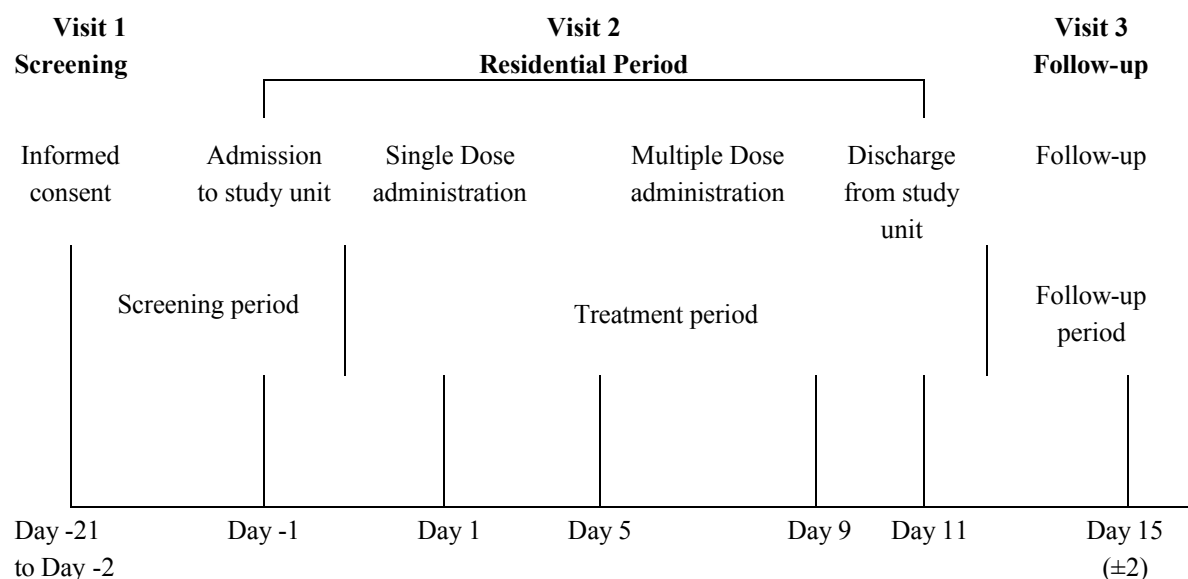 Visit 1
Screening
Visit 2
Residential Period
Visit 3
Follow-up
Informed
consent
Admission
to study unit
Single Dose
administration
Multiple Dose
administration
Discharge
from study
unit
Follow-up
Screening period
Treatment period
Follow-up
period
Day -21
to Day -2
Day -1
Day 1
Day 5
Day 9
Day 11
Day 15
(±2)